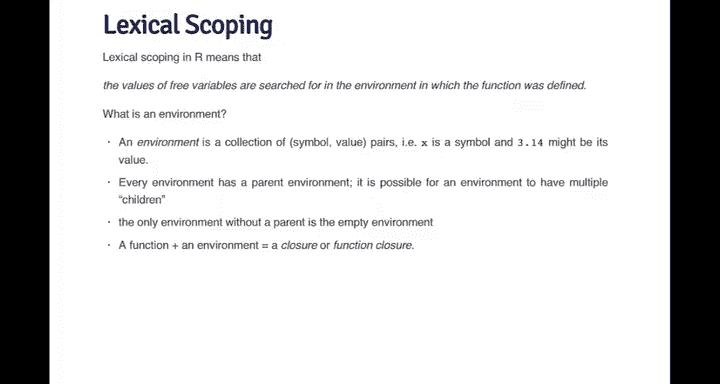 Lexical Scoping
Lexical scoping in R means that
the values of free variables are searched for in the environment in which the function was defined.
What is an environment?
· An environment is a collection of (symbol, value) pairs, i.e. x is a symbol and 3.14 might be its
value.
· Every environment has a parent environment; it is possible for an environment to have multiple
“children”
· the only environment without a parent is the empty environment
· A function + an environment = a closure or function closure.